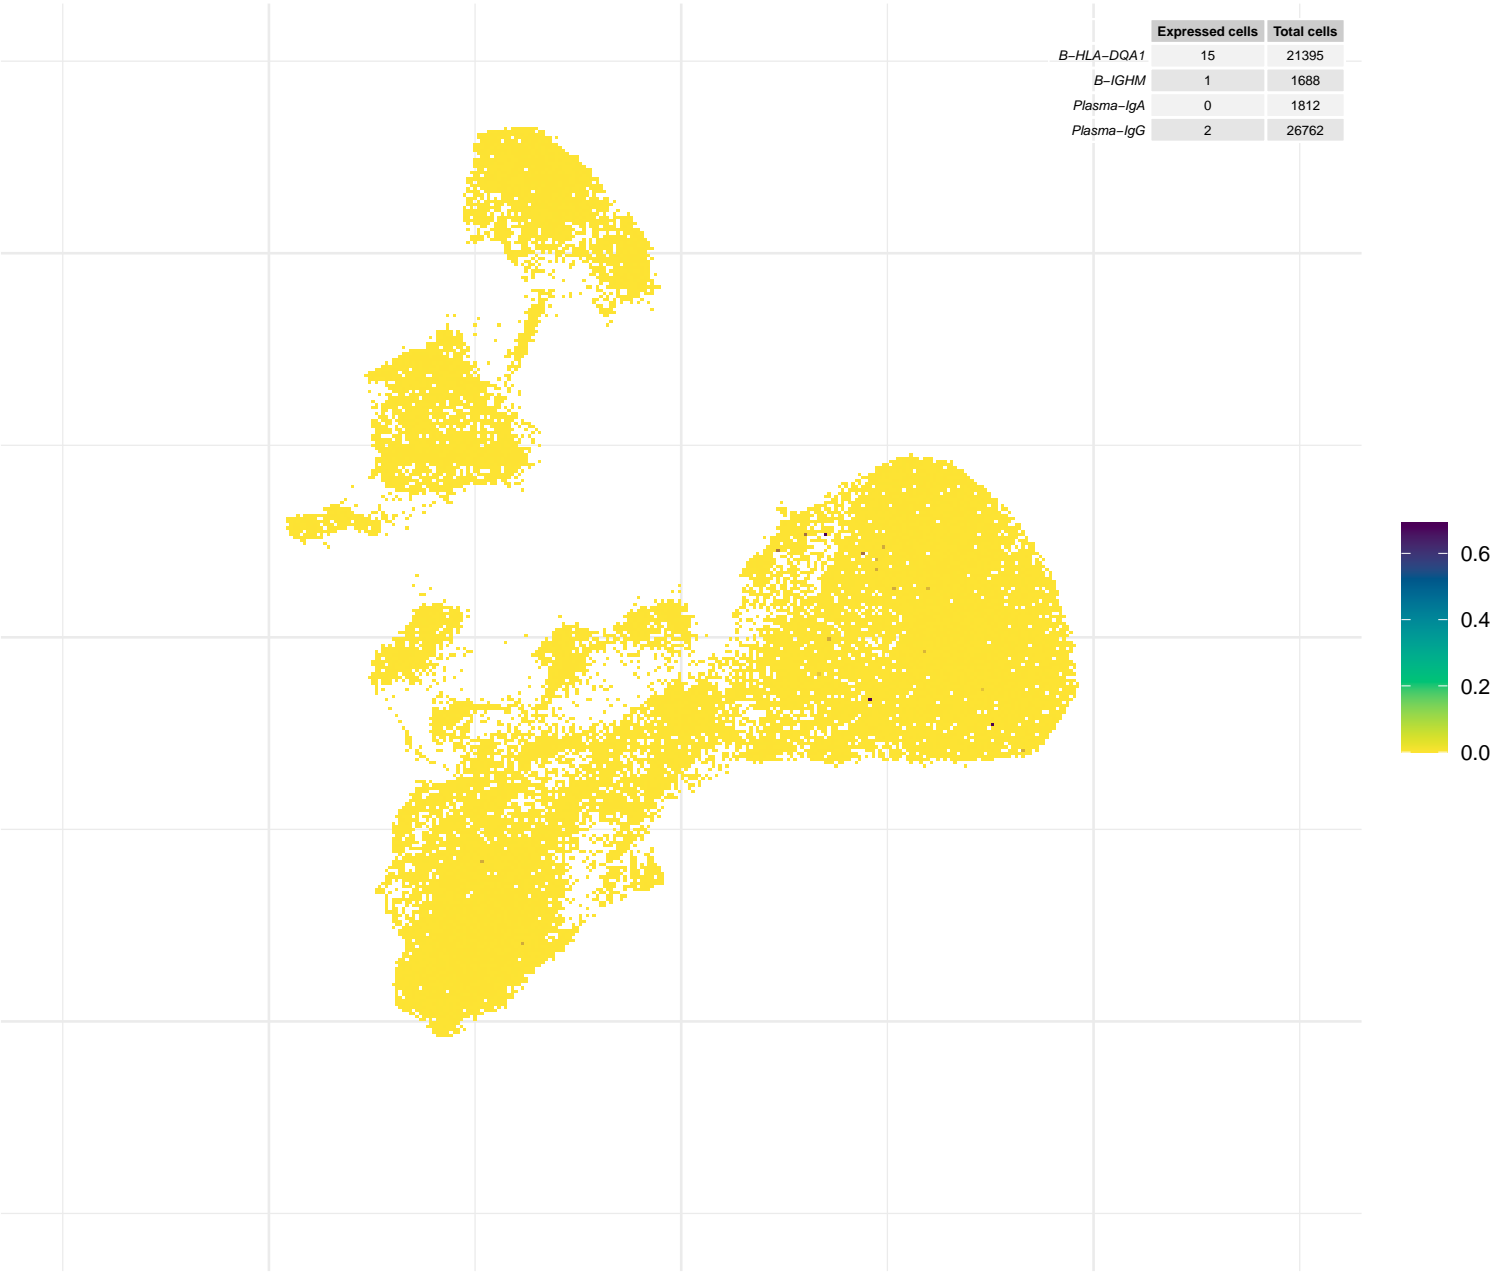 Expressed cells Total cells
B−HLA−DQA1 15 21395
B−IGHM 1 1688
Plasma−IgA 0 1812
Plasma−IgG 2 26762
0.6
0.4
0.2
0.0